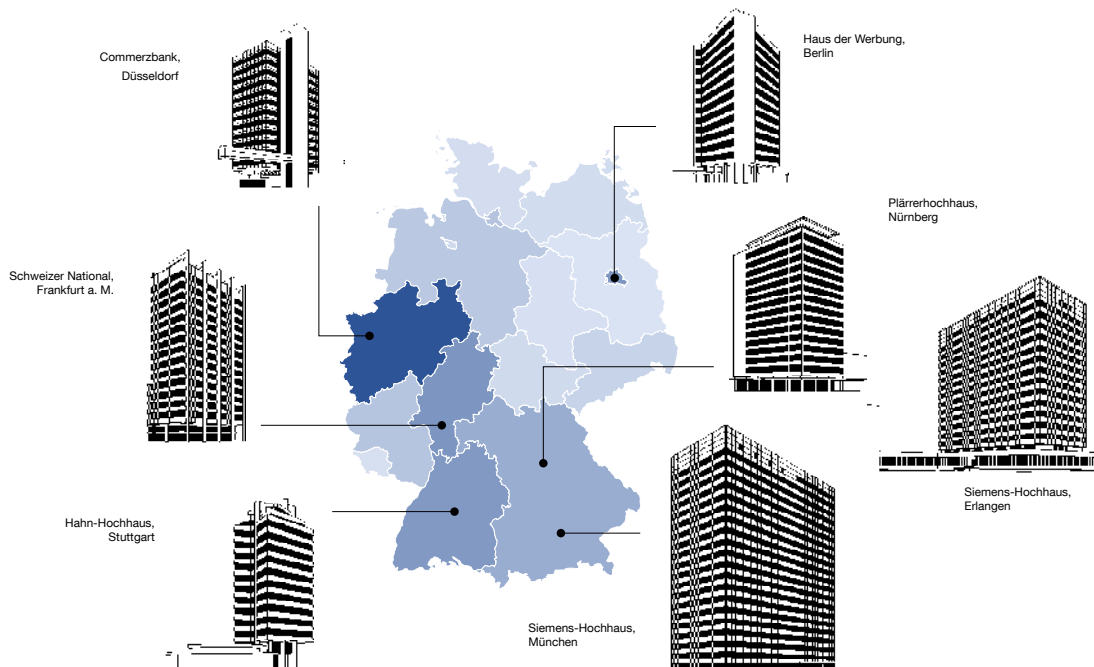 Commerzbank,
Düsseldorf
Haus der Werbung,
Berlin
Plärrerhochhaus,
Nürnberg
Schweizer National,
Frankfurt a. M.
Siemens-Hochhaus,
Erlangen
Hahn-Hochhaus,
Stuttgart
Siemens-Hochhaus,
München